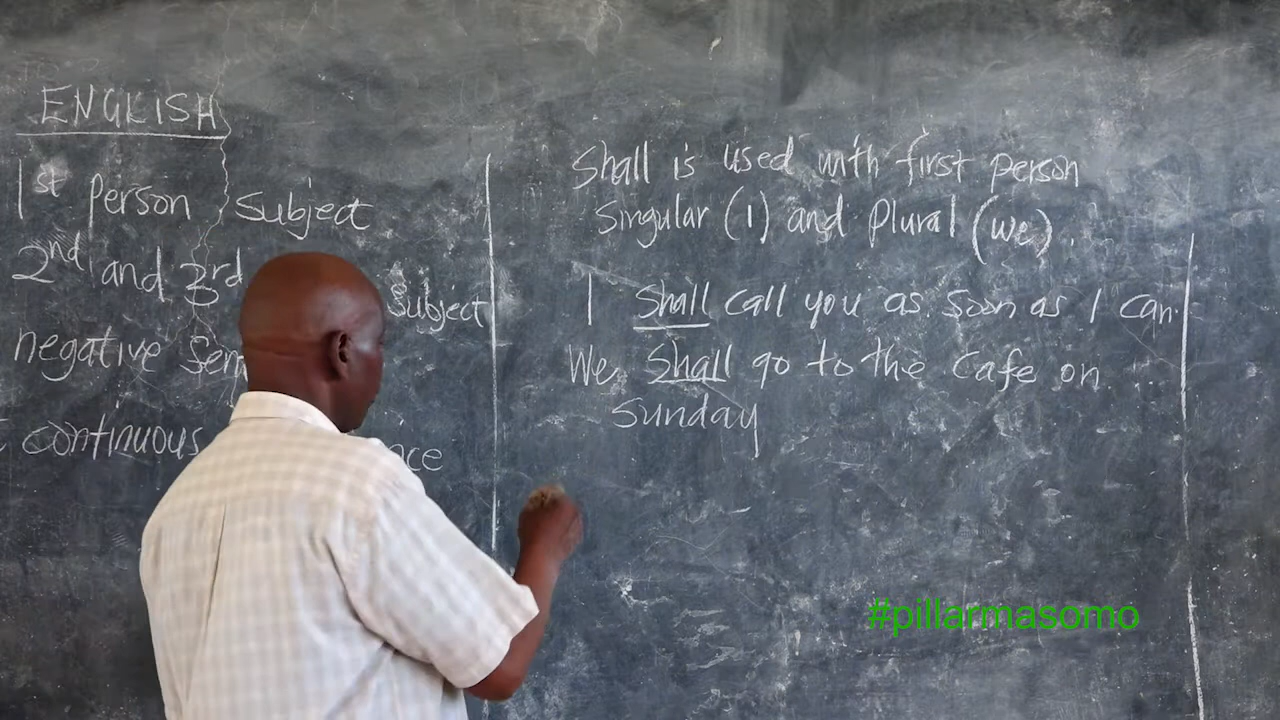 ENGLISH
1st person Subject
2nd and 3rd Subject
negative
continuous
Shall is used with first person
Singular (I) and Plural (we).
I Shall call you as soon as I can.
We Shall go to the cafe on
Sunday
#pillarmasomo